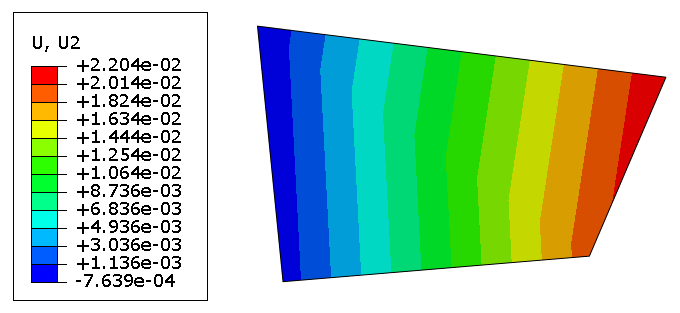 U, U2
+2.204e-02
+2.014e-02
+1.824e-02
+1.634e-02
+1.444e-02
+1.254e-02
+1.064e-02
+8.736e-03
+6.836e-03
+4.936e-03
+3.036e-03
+1.136e-03
-7.639e-04